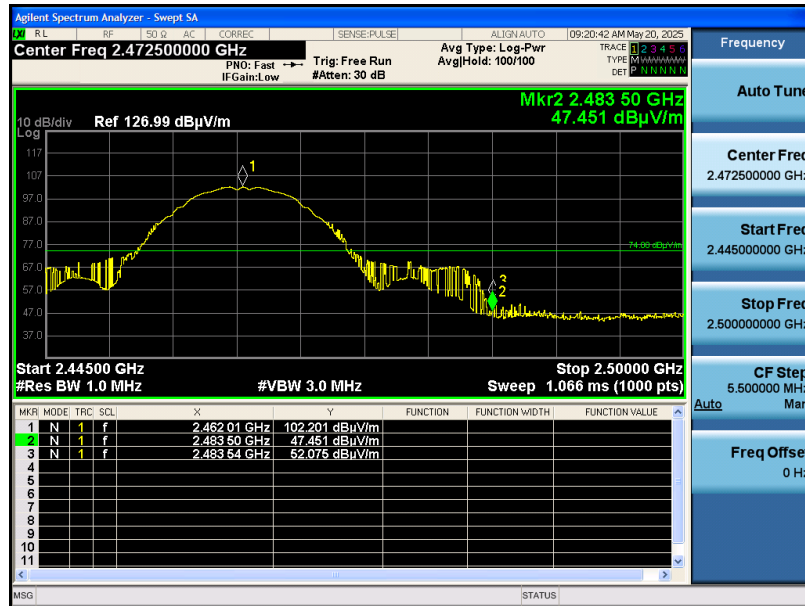 Agilent Spectrum Analyzer - Swept SA
LXI RL RF 50 Ω AC CORREC SENSE:PULSE ALIGN AUTO 09:20:42 AM May 20, 2025
Center Freq 2.472500000 GHz
PNO: Fast
IFGain:Low
Trig: Free Run
#Atten: 30 dB
Avg Type: Log-Pwr
Avg|Hold: 100/100
TRACE 1 2 3 4 5 6
TYPE M WWWWW
DET P N N N N N
Mkr2 2.483 50 GHz
47.451 dBμV/m
10 dB/div Ref 126.99 dBμV/m
Log
117
107
97.0
87.0
77.0
67.0
57.0
47.0
37.0
1
74.00 dBμV/m
3
2
Start 2.44500 GHz Stop 2.50000 GHz
#Res BW 1.0 MHz #VBW 3.0 MHz Sweep 1.066 ms (1000 pts)
MKR MODE TRC SCL X Y FUNCTION FUNCTION WIDTH FUNCTION VALUE
1 N 1 f 2.462 01 GHz 102.201 dBμV/m
2 N 1 f 2.483 50 GHz 47.451 dBμV/m
3 N 1 f 2.483 54 GHz 52.075 dBμV/m
4
5
6
7
8
9
10
11
MSG STATUS
Frequency
Auto Tune
Center Freq
2.472500000 GHz
Start Freq
2.445000000 GHz
Stop Freq
2.500000000 GHz
CF Step
5.500000 MHz
Auto Man
Freq Offset
0 Hz